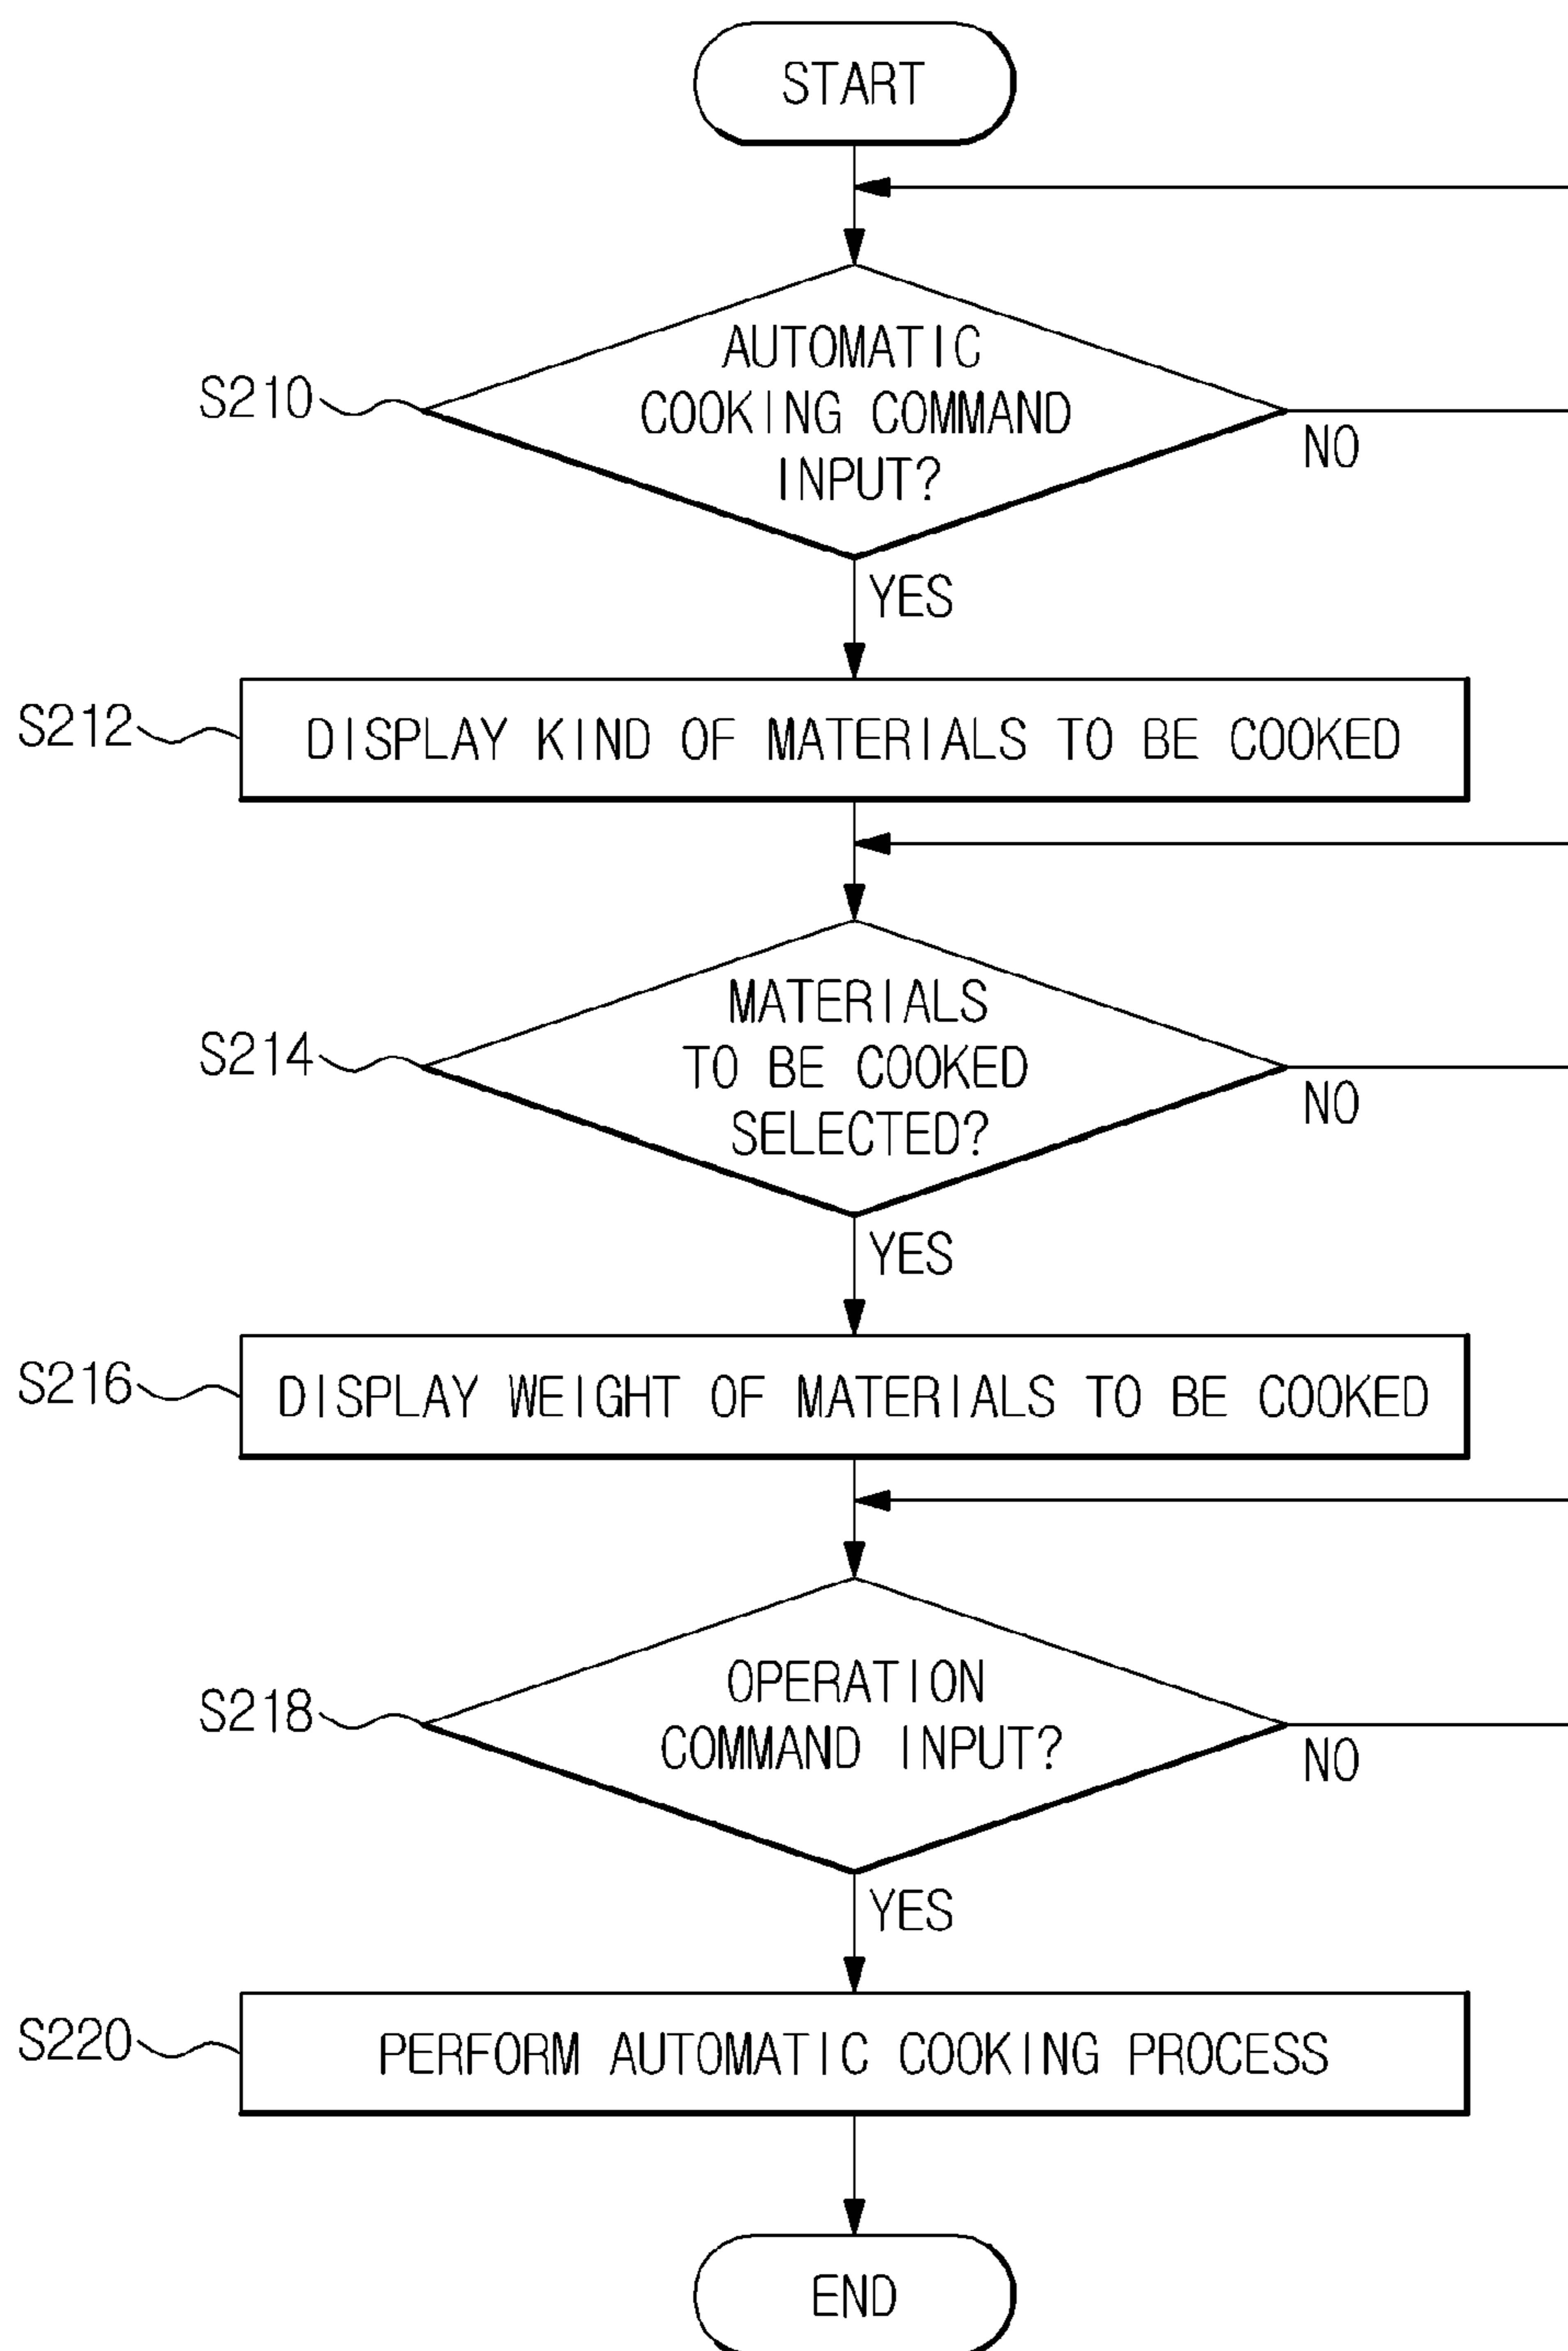 START
S210
AUTOMATIC
COOKING COMMAND
INPUT?
NO
YES
S212
DISPLAY KIND OF MATERIALS TO BE COOKED
S214
MATERIALS
TO BE COOKED
SELECTED?
NO
YES
S216
DISPLAY WEIGHT OF MATERIALS TO BE COOKED
S218
OPERATION
COMMAND INPUT?
NO
YES
S220
PERFORM AUTOMATIC COOKING PROCESS
END